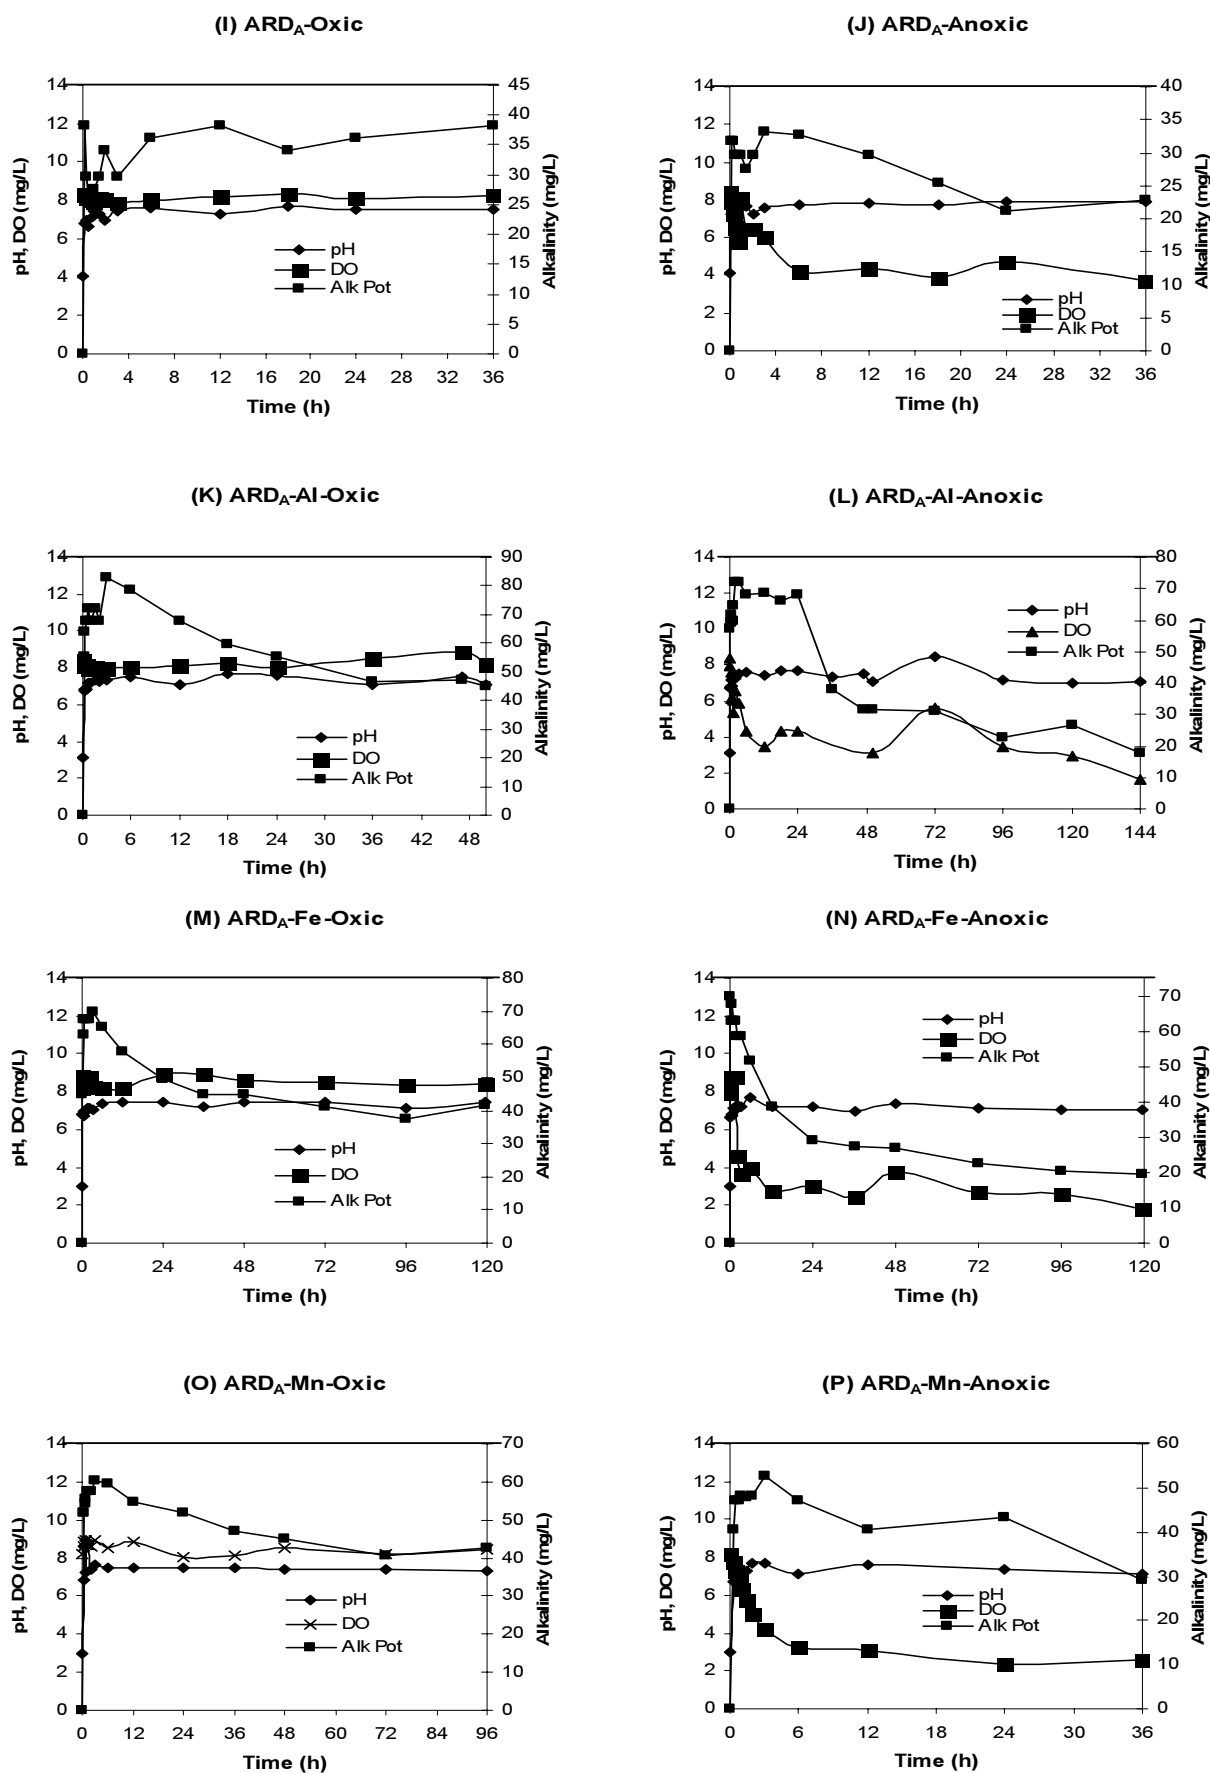 (I) ARDA-Oxic
14
12
10
8
6
4
2
0
pH, DO (mg/L)
45
40
35
30
25
20
15
10
5
0
Alkalinity (mg/L)
pH
DO
Alk Pot
0 4 8 12 16 20 24 28 32 36
Time (h)
(J) ARDA-Anoxic
14
12
10
8
6
4
2
0
pH, DO (mg/L)
40
35
30
25
20
15
10
5
0
Alkalinity (mg/L)
pH
DO
Alk Pot
0 4 8 12 16 20 24 28 32 36
Time (h)
(K) ARDA-Al-Oxic
14
12
10
8
6
4
2
0
pH, DO (mg/L)
90
80
70
60
50
40
30
20
10
0
Alkalinity (mg/L)
pH
DO
Alk Pot
0 6 12 18 24 30 36 42 48
Time (h)
(L) ARDA-Al-Anoxic
14
12
10
8
6
4
2
0
pH, DO (mg/L)
80
70
60
50
40
30
20
10
0
Alkalinity (mg/L)
pH
DO
Alk Pot
0 24 48 72 96 120 144
Time (h)
(M) ARDA-Fe-Oxic
14
12
10
8
6
4
2
0
pH, DO (mg/L)
80
70
60
50
40
30
20
10
0
Alkalinity (mg/L)
pH
DO
Alk Pot
0 24 48 72 96 120
Time (h)
(N) ARDA-Fe-Anoxic
14
12
10
8
6
4
2
0
pH, DO (mg/L)
70
60
50
40
30
20
10
0
Alkalinity (mg/L)
pH
DO
Alk Pot
0 24 48 72 96 120
Time (h)
(O) ARDA-Mn-Oxic
14
12
10
8
6
4
2
0
pH, DO (mg/L)
70
60
50
40
30
20
10
0
Alkalinity (mg/L)
pH
DO
Alk Pot
0 12 24 36 48 60 72 84 96
Time (h)
(P) ARDA-Mn-Anoxic
14
12
10
8
6
4
2
0
pH, DO (mg/L)
60
50
40
30
20
10
0
Alkalinity (mg/L)
pH
DO
Alk Pot
0 6 12 18 24 30 36
Time (h)